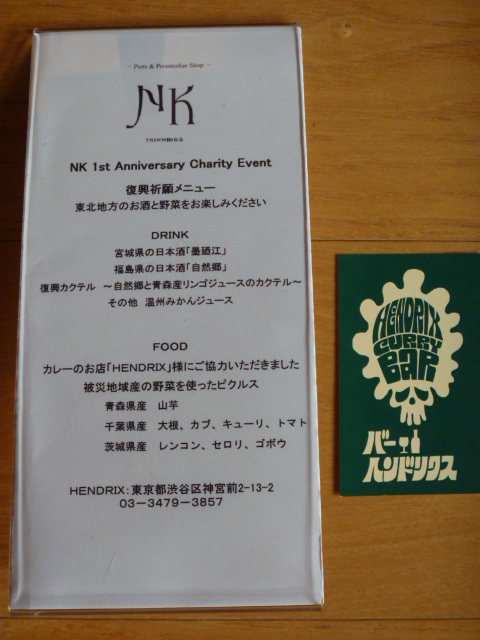 - Parts & Personalize Shop -
NK
TRIMMINGS
NK 1st Anniversary Charity Event
復興祈願メニュー
東北地方のお酒と野菜をお楽しみください
DRINK
宮城県の日本酒「墨廼江」
福島県の日本酒「自然郷」
復興カクテル ～自然郷と青森産リンゴジュースのカクテル～
その他 温州みかんジュース
FOOD
カレーのお店「HENDRIX」様にご協力いただきました
被災地域産の野菜を使ったピクルス
青森県産 山芋
千葉県産 大根、カブ、キューリ、トマト
茨城県産 レンコン、セロリ、ゴボウ
HENDRIX:東京都渋谷区神宮前2-13-2
03-3479-3857
HENDRIX
CURRY
BAR
バー
ヘンドリクス